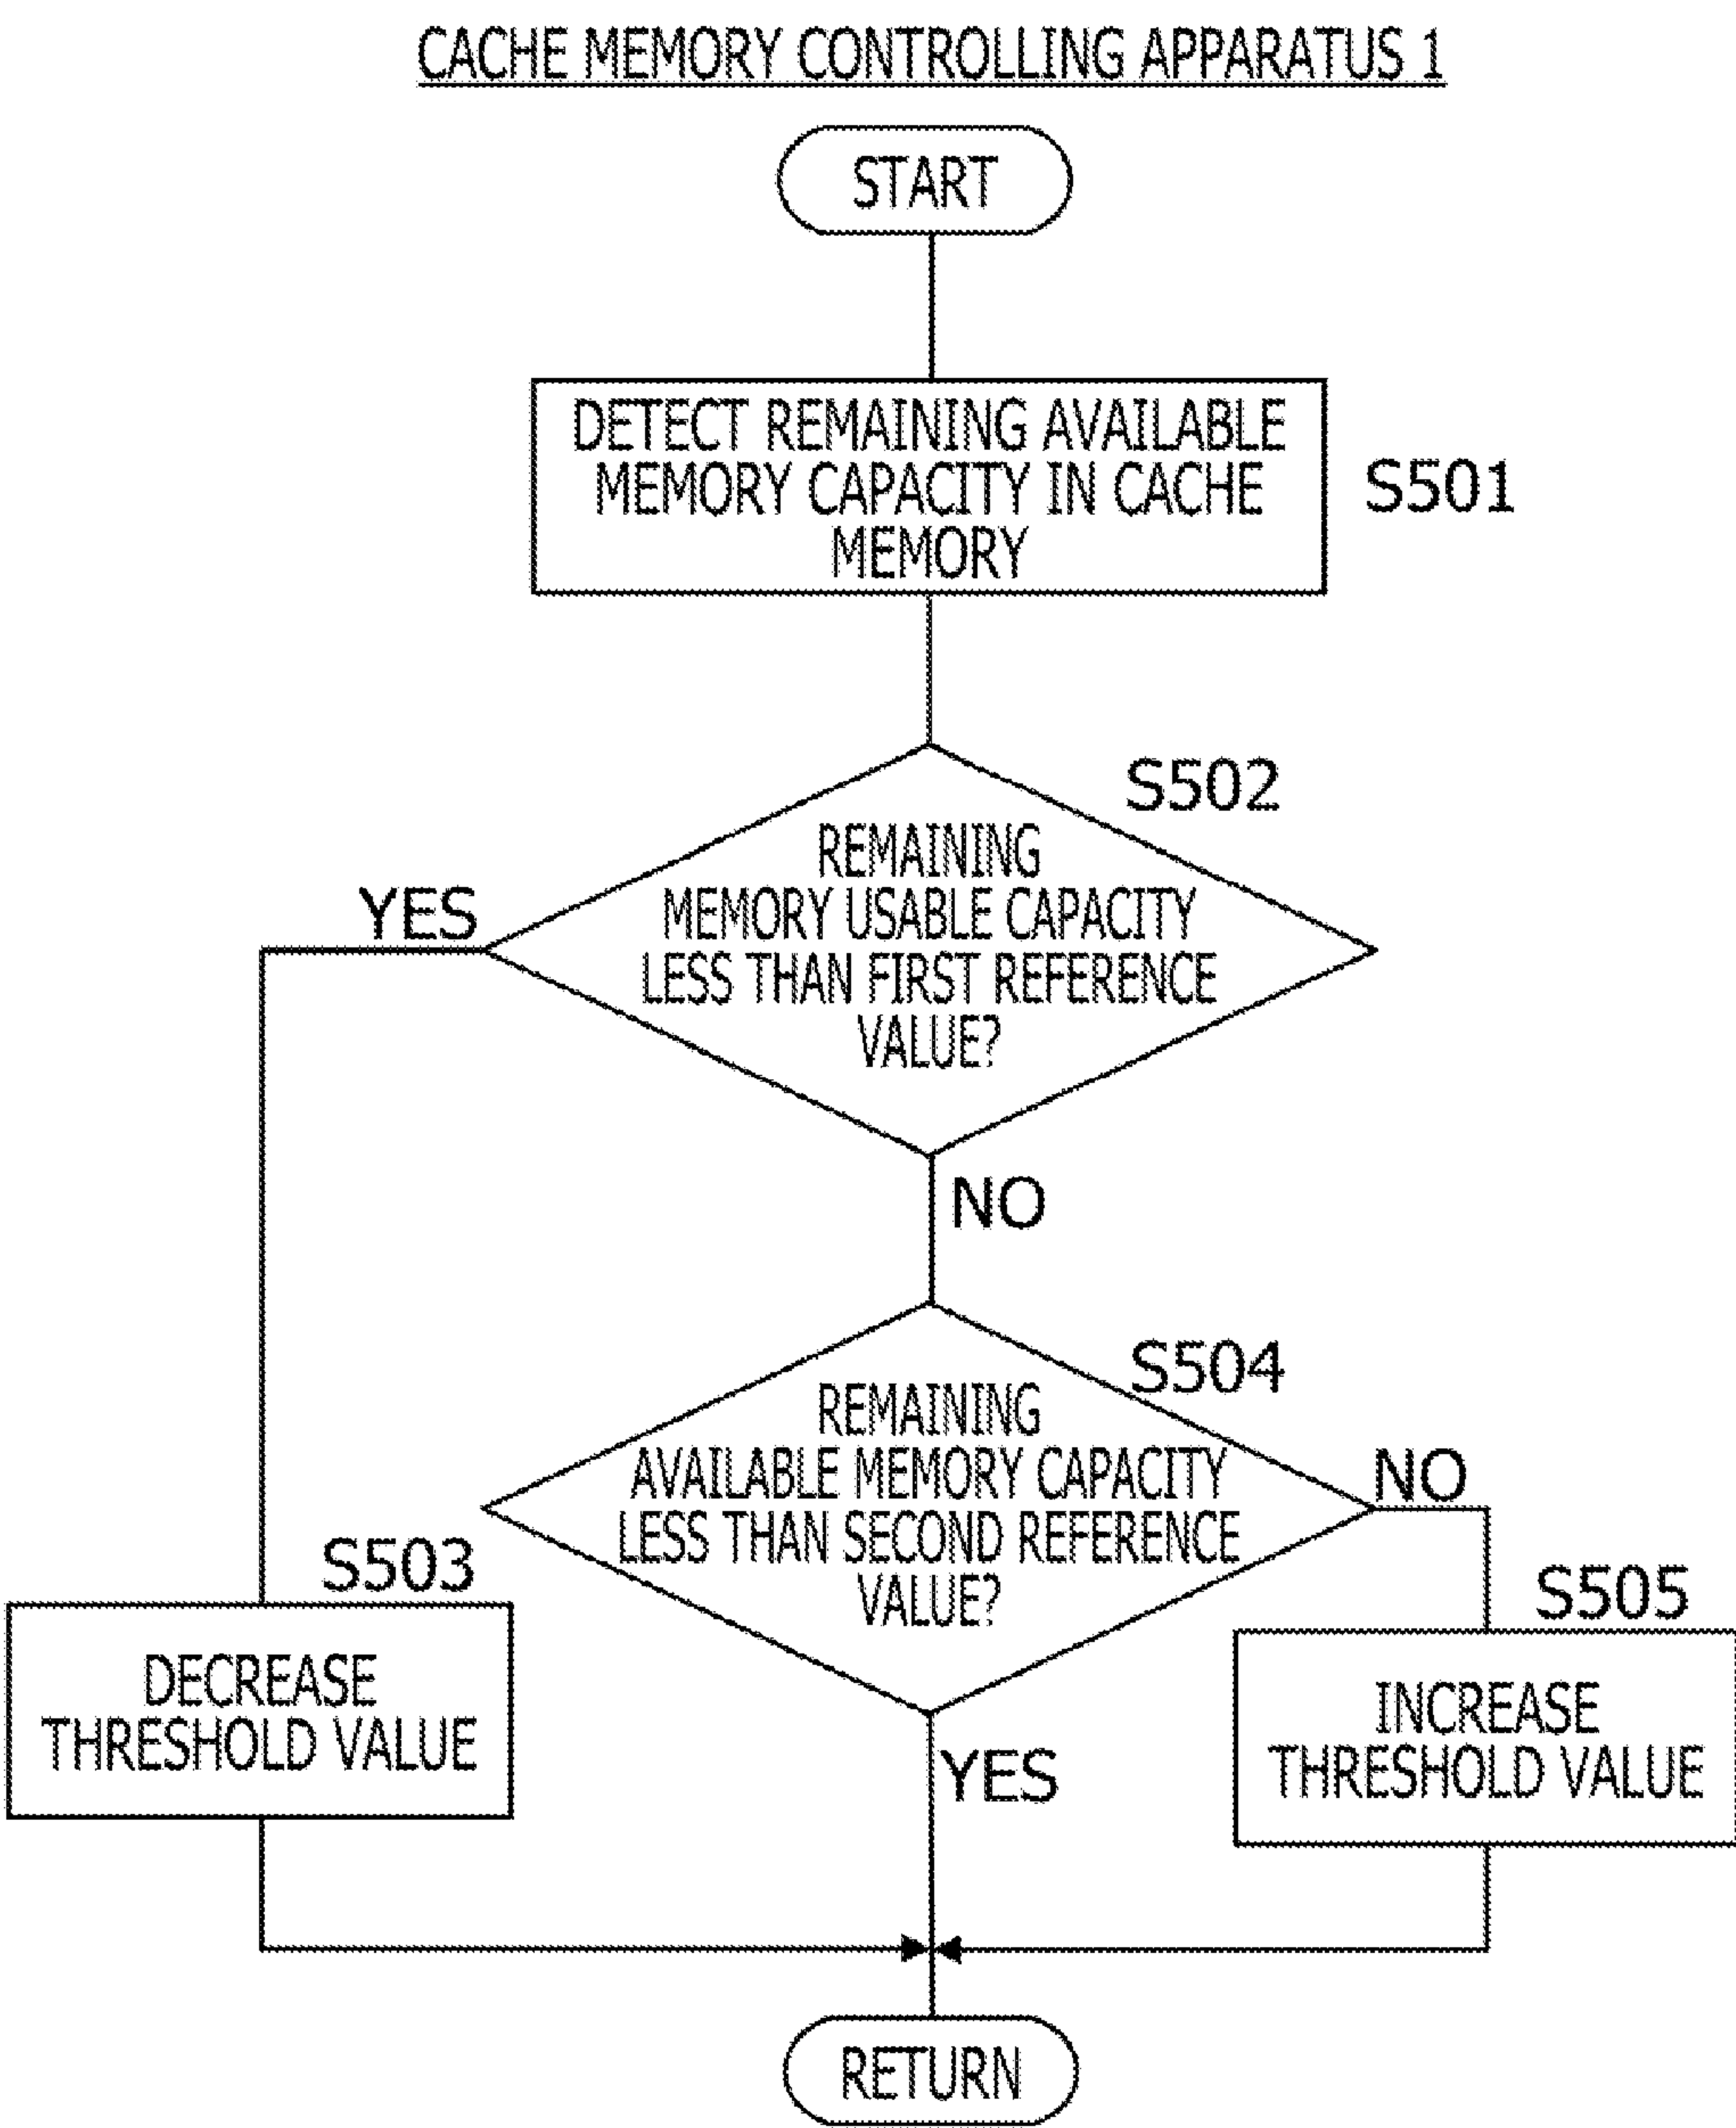 CACHE MEMORY CONTROLLING APPARATUS 1
START
DETECT REMAINING AVAILABLE
MEMORY CAPACITY IN CACHE
MEMORY
S501
S502
REMAINING
MEMORY USABLE CAPACITY
LESS THAN FIRST REFERENCE
VALUE?
YES
NO
S504
REMAINING
AVAILABLE MEMORY CAPACITY
LESS THAN SECOND REFERENCE
VALUE?
NO
YES
S503
DECREASE
THRESHOLD VALUE
S505
INCREASE
THRESHOLD VALUE
RETURN